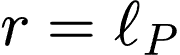 r = ℓ_P